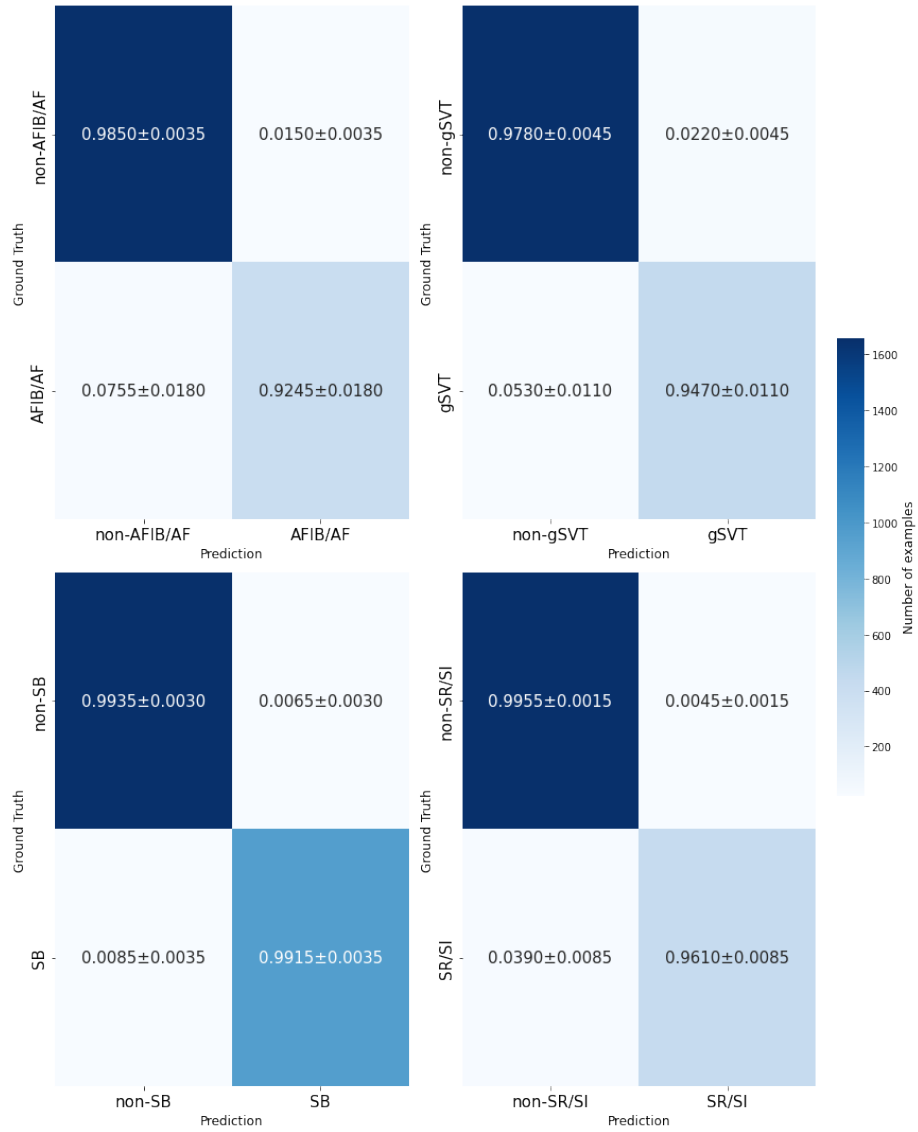 non-AFIB/AF
0.9850±0.0035
0.0150±0.0035
Ground Truth
AFIB/AF
0.0755±0.0180
0.9245±0.0180
non-AFIB/AF
AFIB/AF
Prediction
non-gSVT
0.9780±0.0045
0.0220±0.0045
Ground Truth
gSVT
0.0530±0.0110
0.9470±0.0110
non-gSVT
gSVT
Prediction
non-SB
0.9935±0.0030
0.0065±0.0030
Ground Truth
SB
0.0085±0.0035
0.9915±0.0035
non-SB
SB
Prediction
non-SR/SI
0.9955±0.0015
0.0045±0.0015
Ground Truth
SR/SI
0.0390±0.0085
0.9610±0.0085
non-SR/SI
SR/SI
Prediction
1600
1400
1200
1000
800
600
400
200
Number of examples